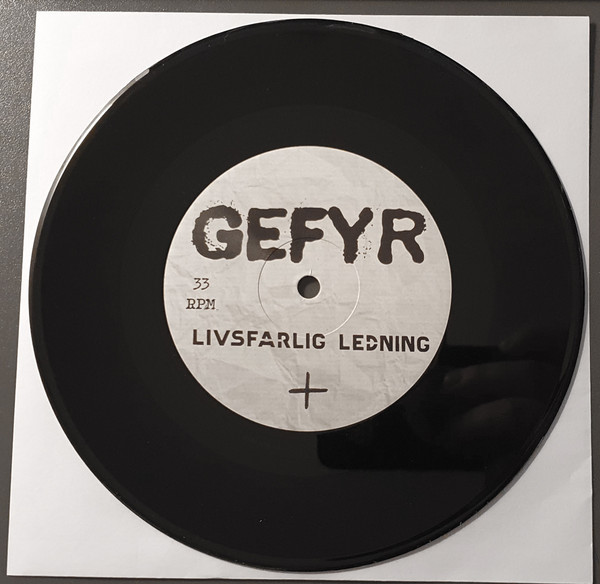 GEFYR
33
RPM
LIVSFARLIG LEDNING
+